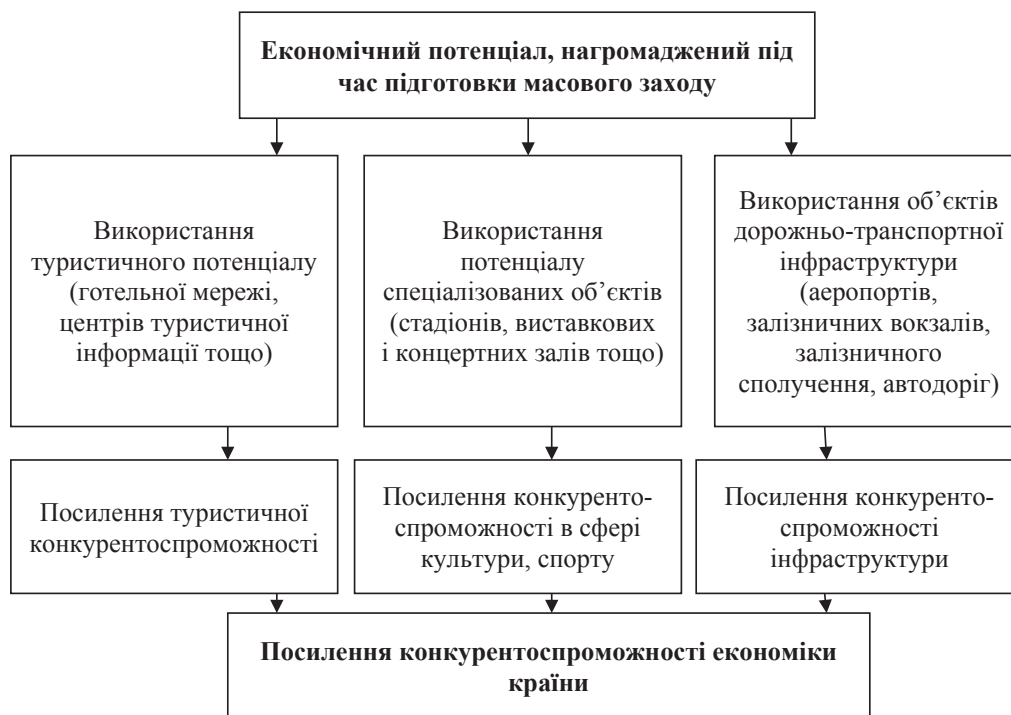 Економічний потенціал, нагромаджений під
час підготовки масового заходу
Використання
туристичного потенціалу
(готельної мережі,
центрів туристичної
інформації тощо)
Використання
потенціалу
спеціалізованих об’єктів
(стадіонів, виставкових
і концертних залів тощо)
Використання об’єктів
дорожньо-транспортної
інфраструктури
(аеропортів,
залізничних вокзалів,
залізничного
сполучення, автодоріг)
Посилення туристичної
конкурентоспроможності
Посилення конкуренто-
спроможності в сфері
культури, спорту
Посилення конкуренто-
спроможності
інфраструктури
Посилення конкурентоспроможності економіки
країни